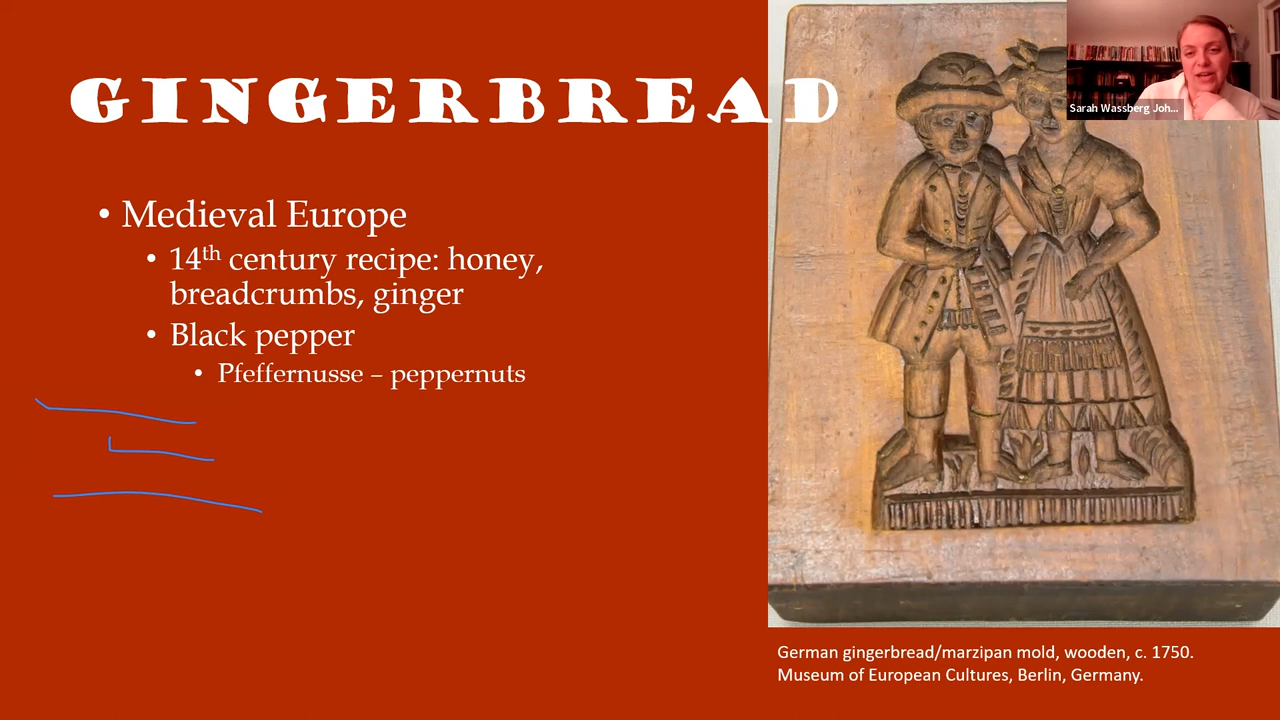 GINGERBREAD
• Medieval Europe
• 14th century recipe: honey,
breadcrumbs, ginger
• Black pepper
• Pfeffernusse – peppernuts
Sarah Wassberg Joh...
German gingerbread/marzipan mold, wooden, c. 1750.
Museum of European Cultures, Berlin, Germany.